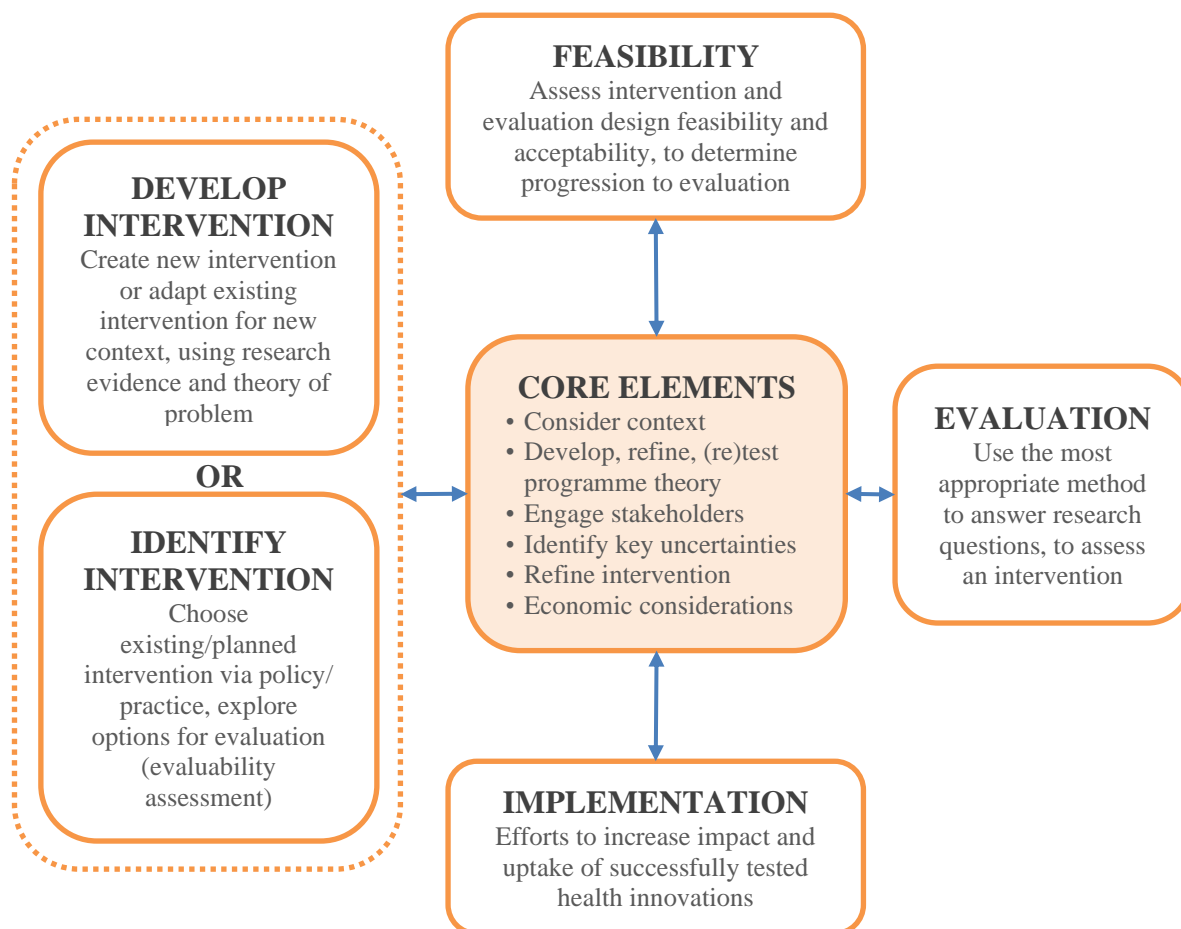 FEASIBILITY
Assess intervention and
evaluation design feasibility and
acceptability, to determine
progression to evaluation
DEVELOP
INTERVENTION
Create new intervention
or adapt existing
intervention for new
context, using research
evidence and theory of
problem
OR
IDENTIFY
INTERVENTION
Choose
existing/planned
intervention via policy/
practice, explore
options for evaluation
(evaluability
assessment)
CORE ELEMENTS
• Consider context
• Develop, refine, (re)test
programme theory
• Engage stakeholders
• Identify key uncertainties
• Refine intervention
• Economic considerations
EVALUATION
Use the most
appropriate method
to answer research
questions, to assess
an intervention
IMPLEMENTATION
Efforts to increase impact and
uptake of successfully tested
health innovations